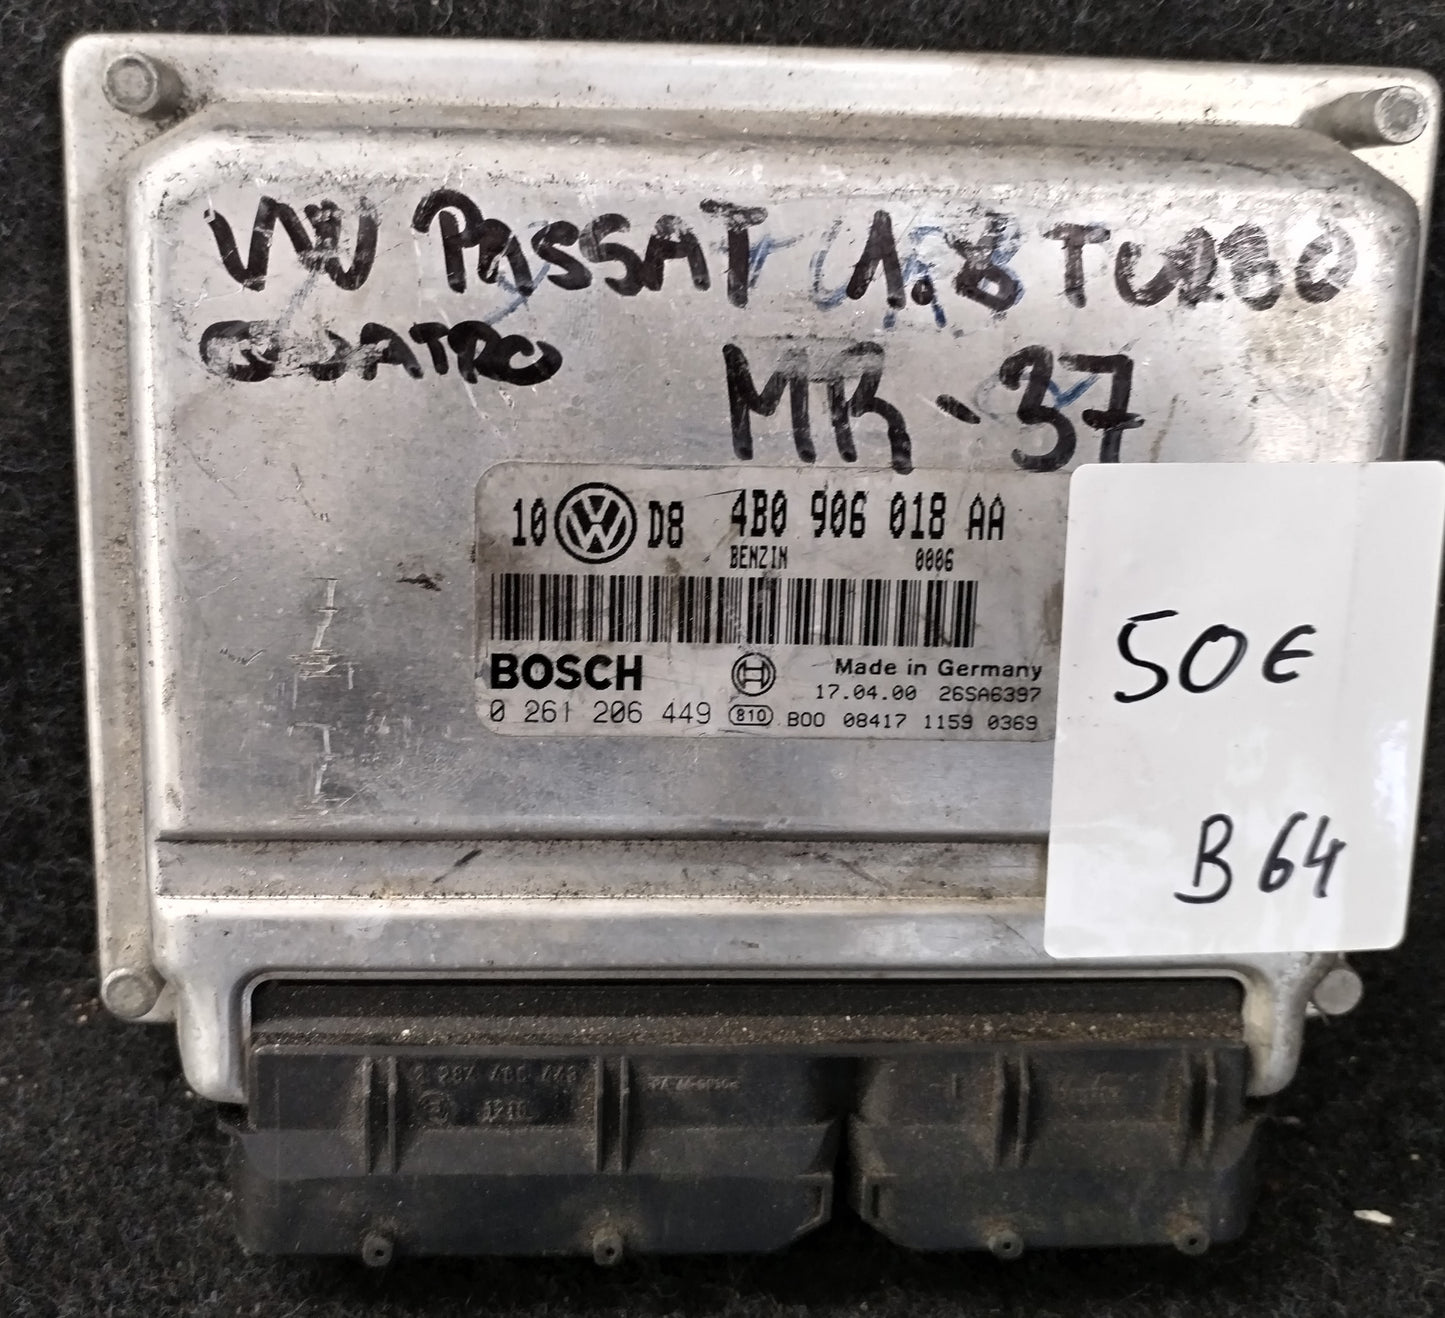 VW PASSAT 1.8 TURBO
QUATRO
MR-37
10 D8 4B0 906 018 AA
BENZIN 0006
BOSCH Made in Germany
17.04.00 26SA6397
0 261 206 449 810 B00 08417 1159 0369
50€
B64